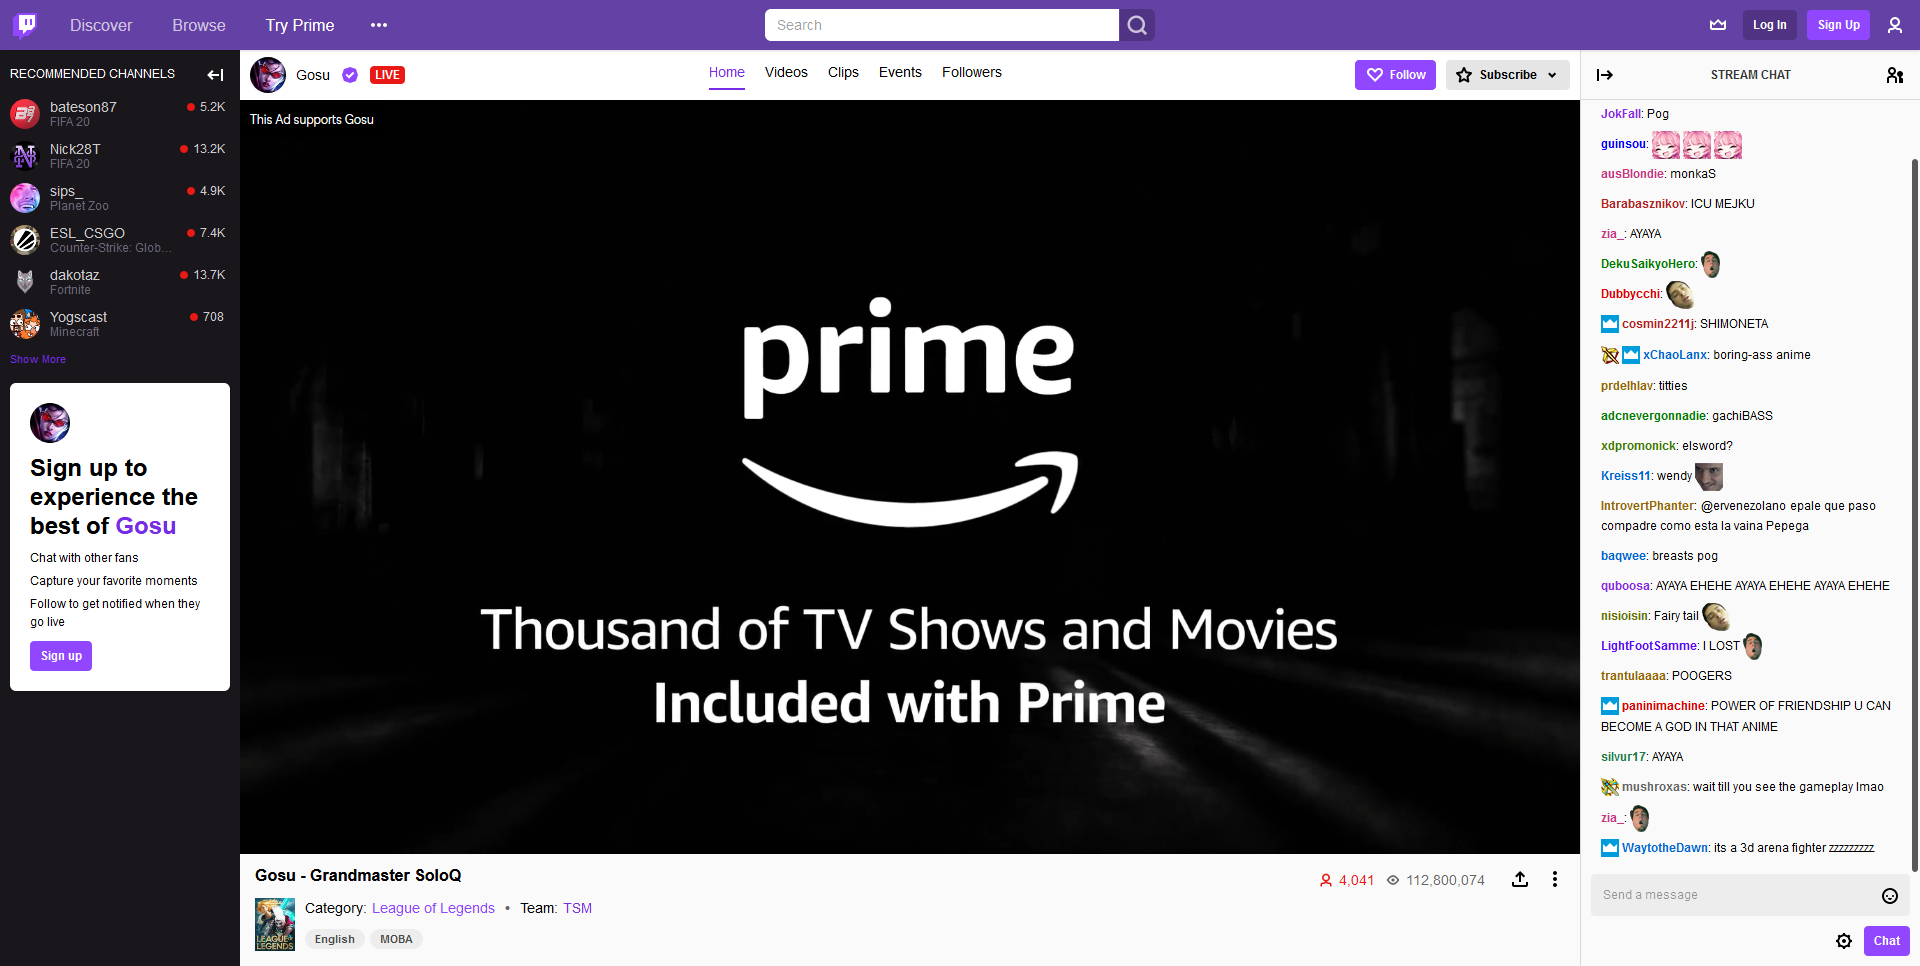 Discover
Browse
Try Prime
Search
Log In
Sign Up
RECOMMENDED CHANNELS
bateson87
5.2K
FIFA 20
Nick28T
13.2K
FIFA 20
sips_
4.9K
Planet Zoo
ESL_CSGO
7.4K
Counter-Strike: Glob...
dakotaz
13.7K
Fortnite
Yogscast
708
Minecraft
Show More
Sign up to
experience the
best of Gosu
Chat with other fans
Capture your favorite moments
Follow to get notified when they
go live
Sign up
Gosu
LIVE
Home
Videos
Clips
Events
Followers
Follow
Subscribe
This Ad supports Gosu
prime
Thousand of TV Shows and Movies
Included with Prime
Gosu - Grandmaster SoloQ
4,041
112,800,074
Category: League of Legends • Team: TSM
LEAGUE OF
LEGENDS
English
MOBA
STREAM CHAT
JokFall: Pog
guinsou:
ausBlondie: monkaS
Barabasznikov: ICU MEJKU
zia_: AYAYA
DekuSaikyoHero:
Dubbycchi:
cosmin2211j: SHIMONETA
xChaoLanx: boring-ass anime
prdelhlav: titties
adcnevergonnadie: gachiBASS
xdpromonick: elsword?
Kreiss11: wendy
IntrovertPhanter: @ervenezolano epale que paso
compadre como esta la vaina Pepega
baqwee: breasts pog
quboosa: AYAYA EHEHE AYAYA EHEHE AYAYA EHEHE
nisioisin: Fairy tail
LightFootSamme: I LOST
trantulaaaa: POOGERS
paninimachine: POWER OF FRIENDSHIP U CAN
BECOME A GOD IN THAT ANIME
silvur17: AYAYA
mushroxas: wait till you see the gameplay lmao
zia_:
WaytotheDawn: its a 3d arena fighter zzzzzzzzz
Send a message
Chat